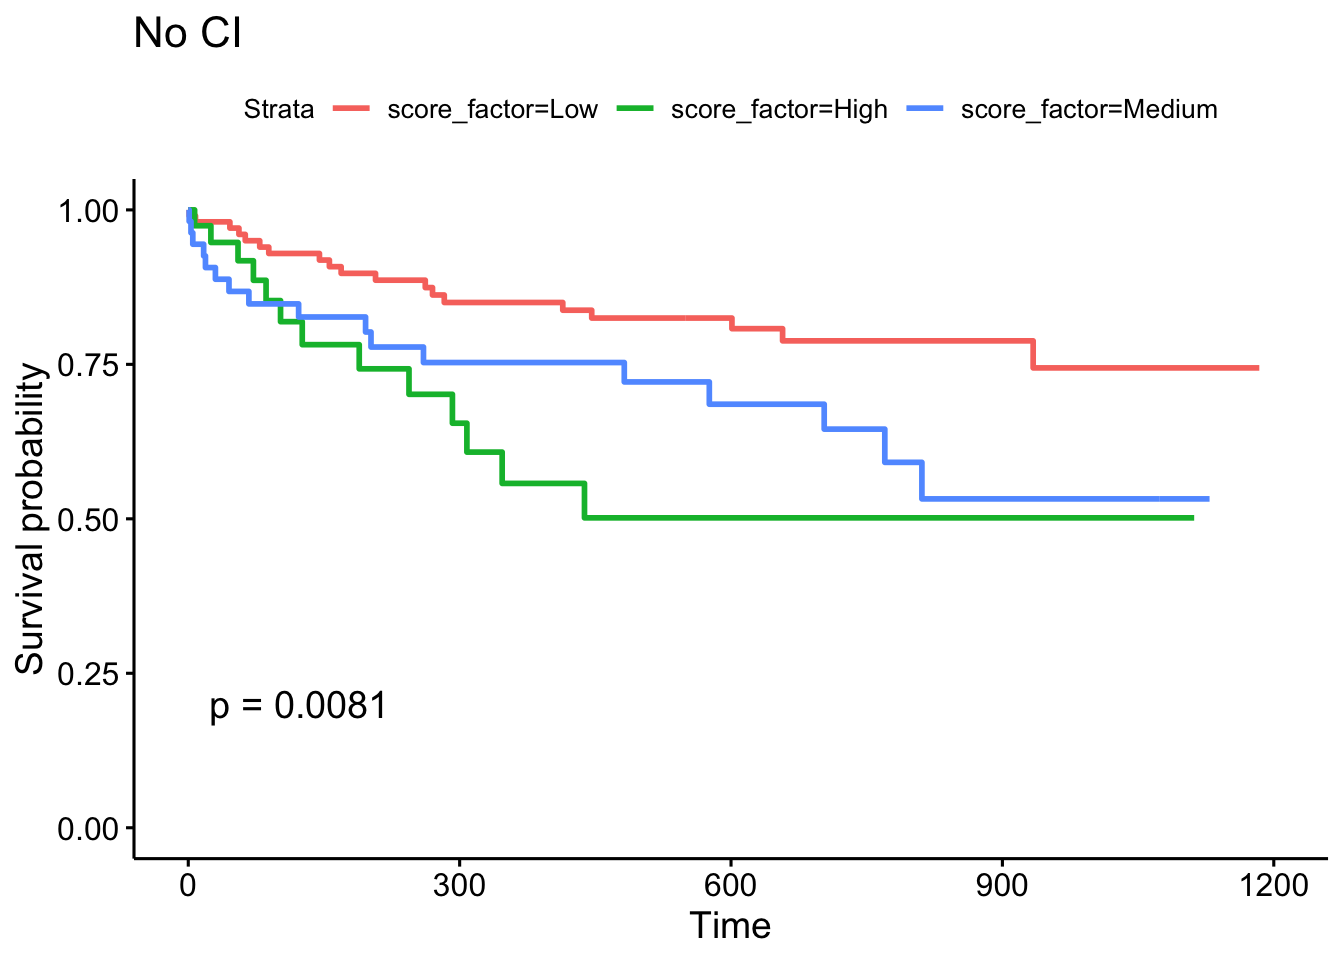 No CI
Strata score_factor=Low score_factor=High score_factor=Medium
1.00
0.75
0.50
0.25
0.00
Survival probability
p = 0.0081
0 300 600 900 1200
Time